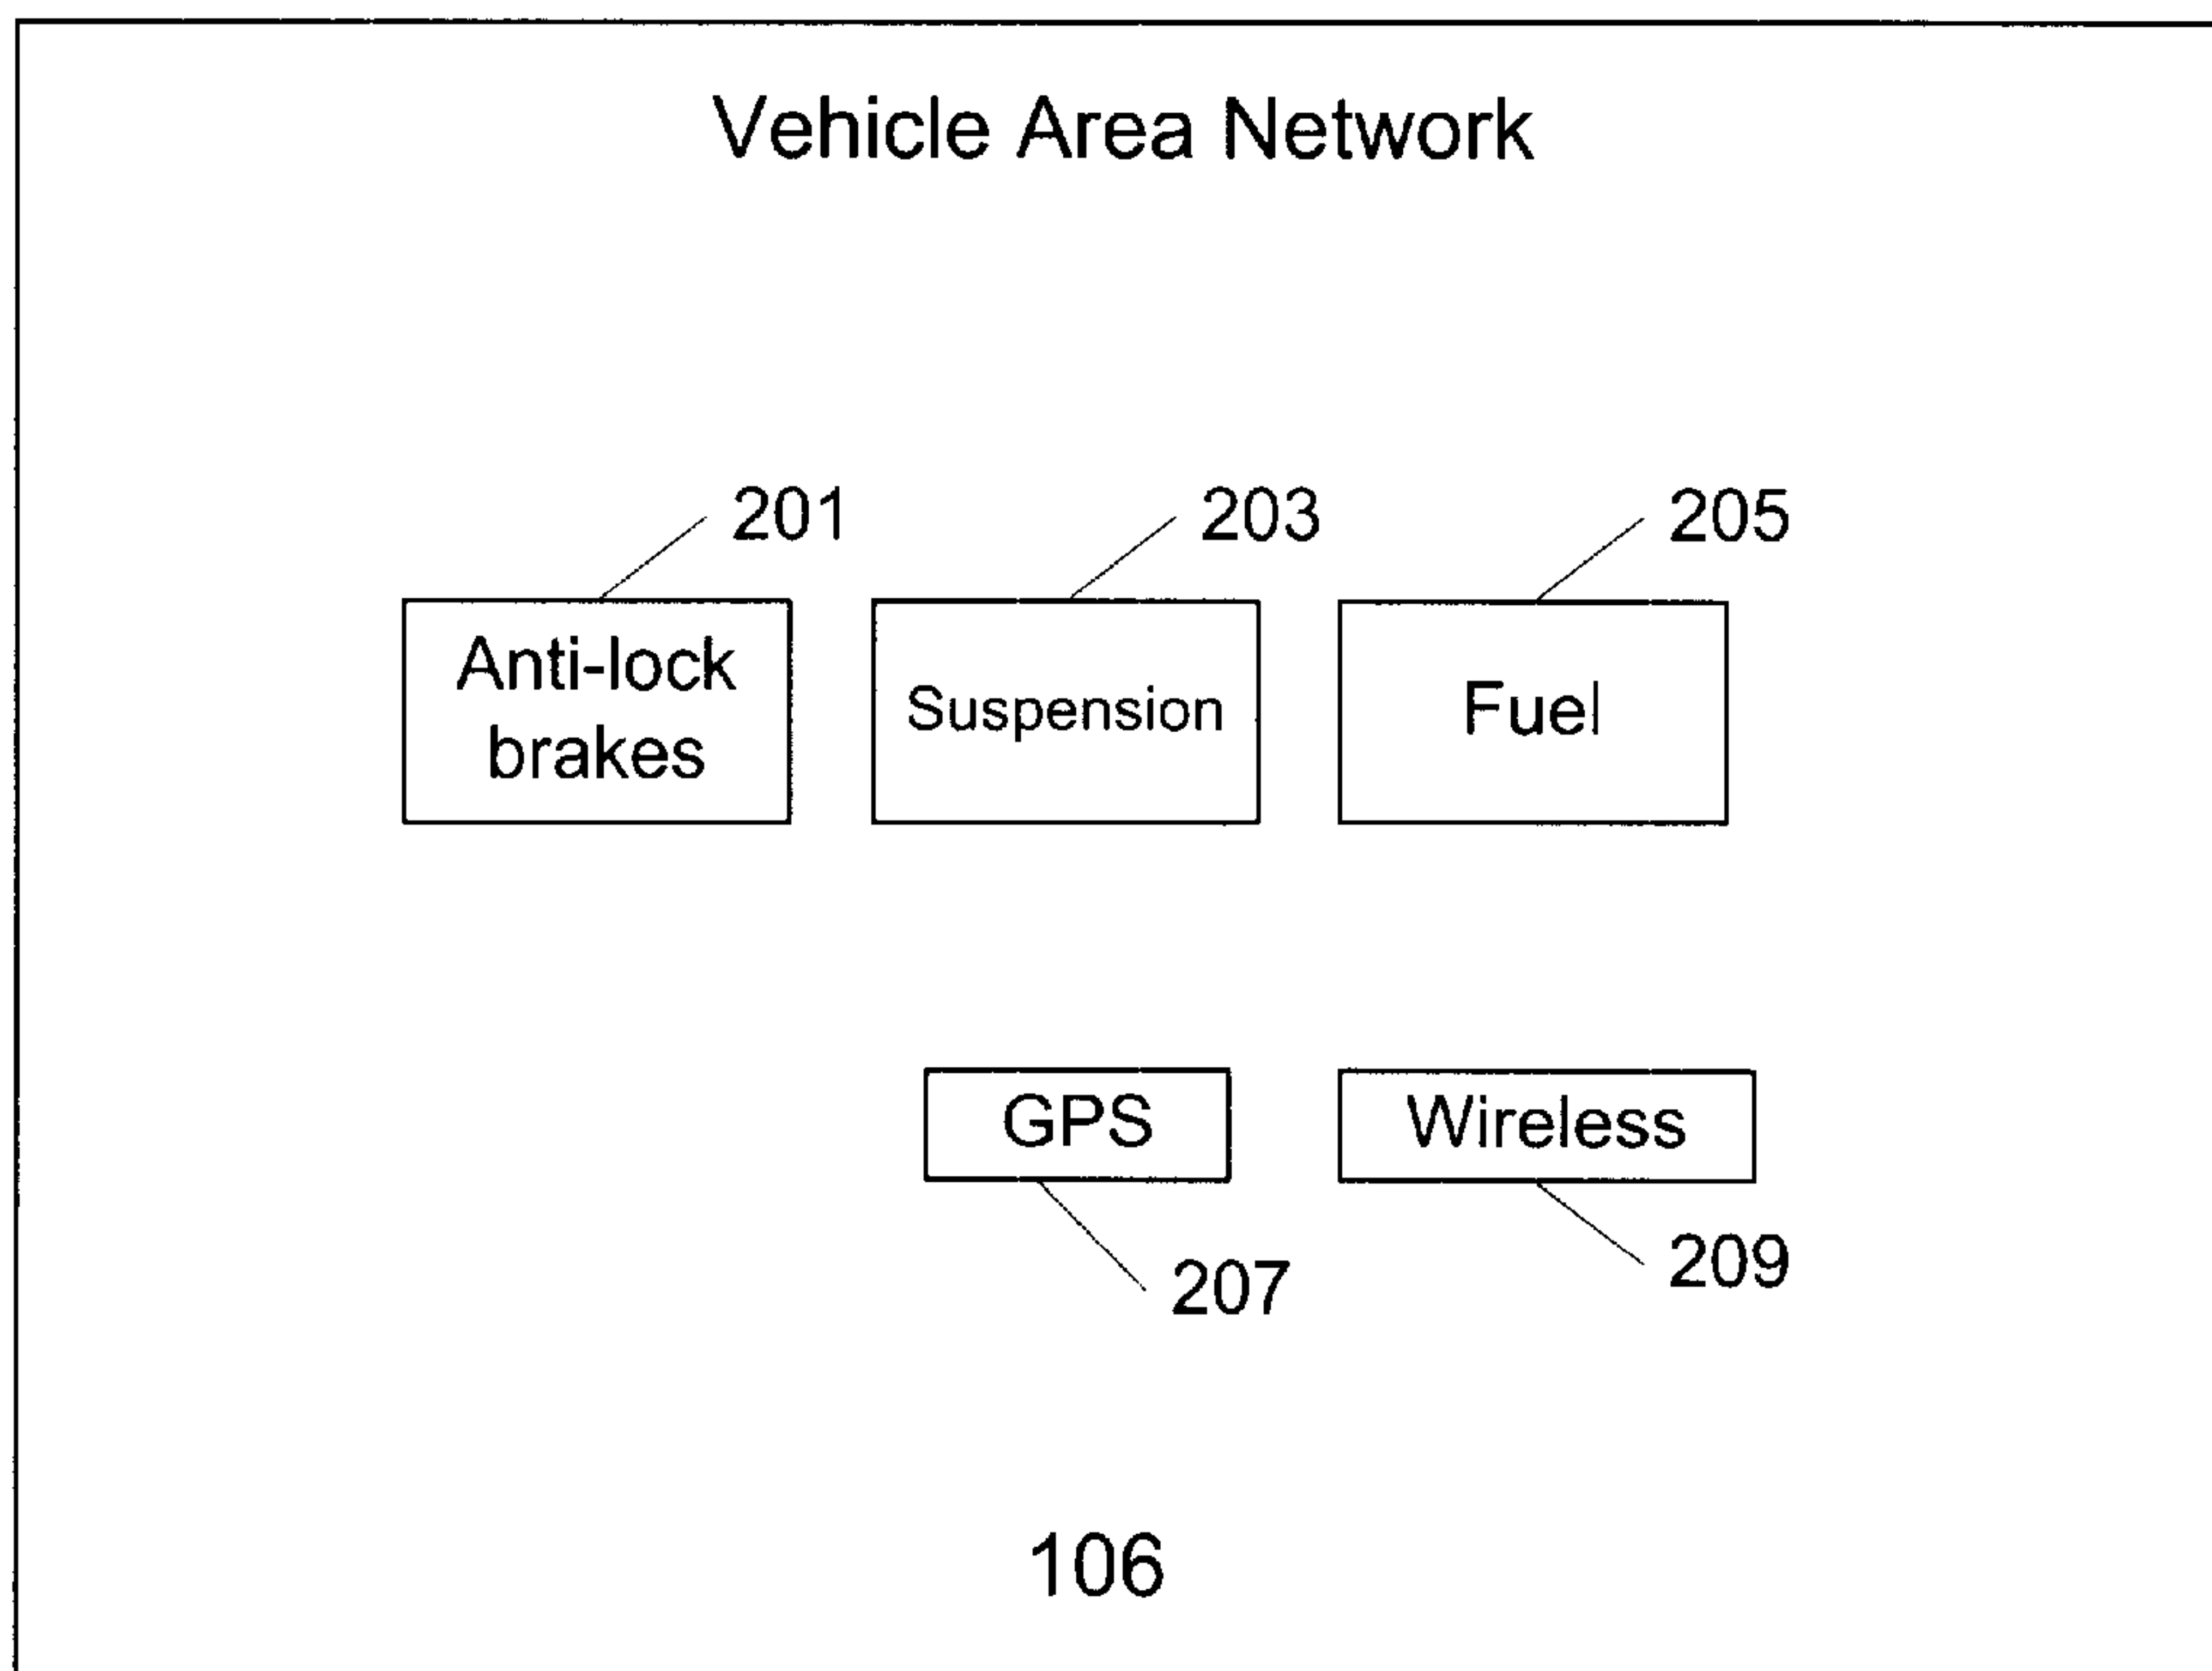 Vehicle Area Network
201
203
205
Anti-lock
brakes
Suspension
Fuel
GPS
Wireless
207
209
106